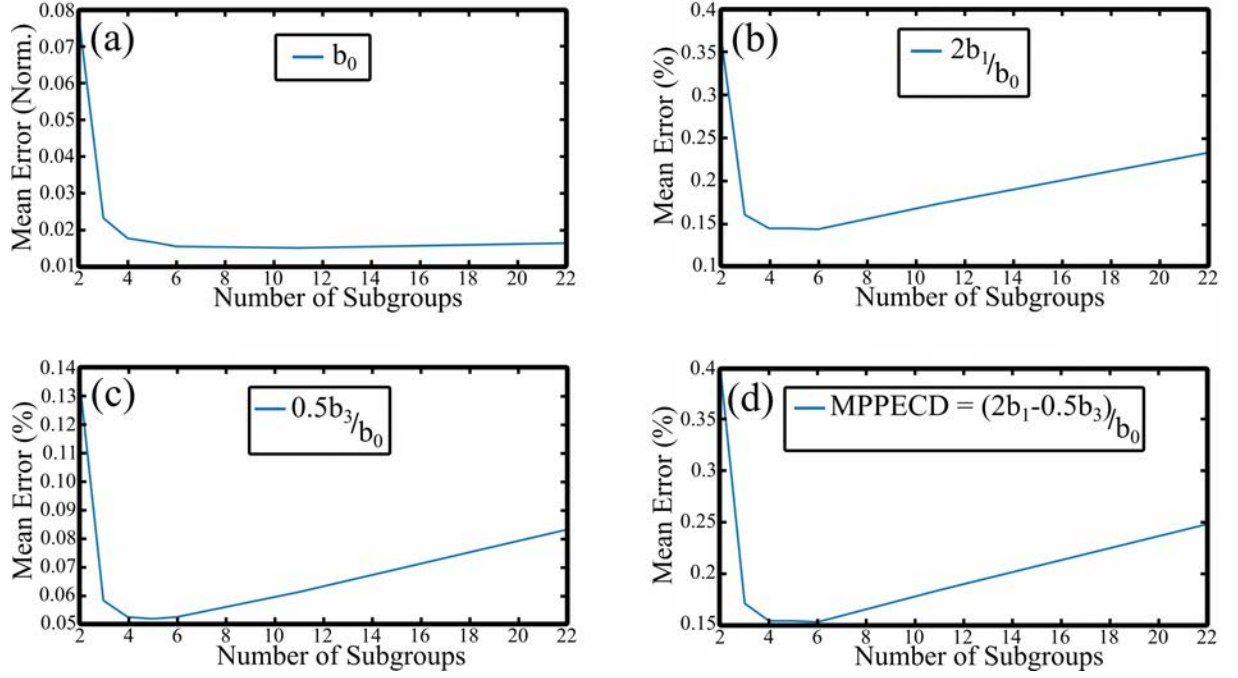 (a)
b₀
Mean Error (Norm.)
0.08
0.07
0.06
0.05
0.04
0.03
0.02
0.01
2 4 6 8 10 12 14 16 18 20 22
Number of Subgroups
(b)
2b₁/b₀
Mean Error (%)
0.4
0.35
0.3
0.25
0.2
0.15
0.1
2 4 6 8 10 12 14 16 18 20 22
Number of Subgroups
(c)
0.5b₃/b₀
Mean Error (%)
0.14
0.13
0.12
0.11
0.10
0.09
0.08
0.07
0.06
0.05
2 4 6 8 10 12 14 16 18 20 22
Number of Subgroups
(d)
MPPECD = (2b₁-0.5b₃)/b₀
Mean Error (%)
0.4
0.35
0.3
0.25
0.2
0.15
2 4 6 8 10 12 14 16 18 20 22
Number of Subgroups